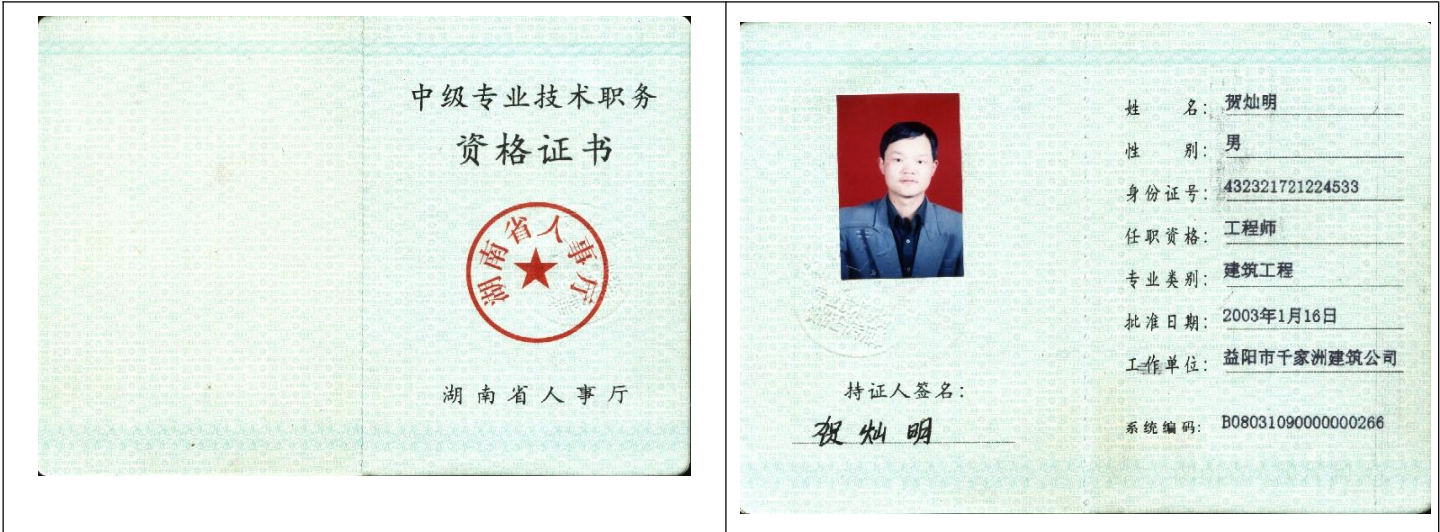 中级专业技术职务
资格证书
湖南省人事厅
湖南省人事厅
持证人签名:
贺灿明
姓 名: 贺灿明
性 别: 男
身份证号: 432321721224533
任职资格: 工程师
专业类别: 建筑工程
批准日期: 2003年1月16日
工作单位: 益阳市千家洲建筑公司
系统编码: B08031090000000266